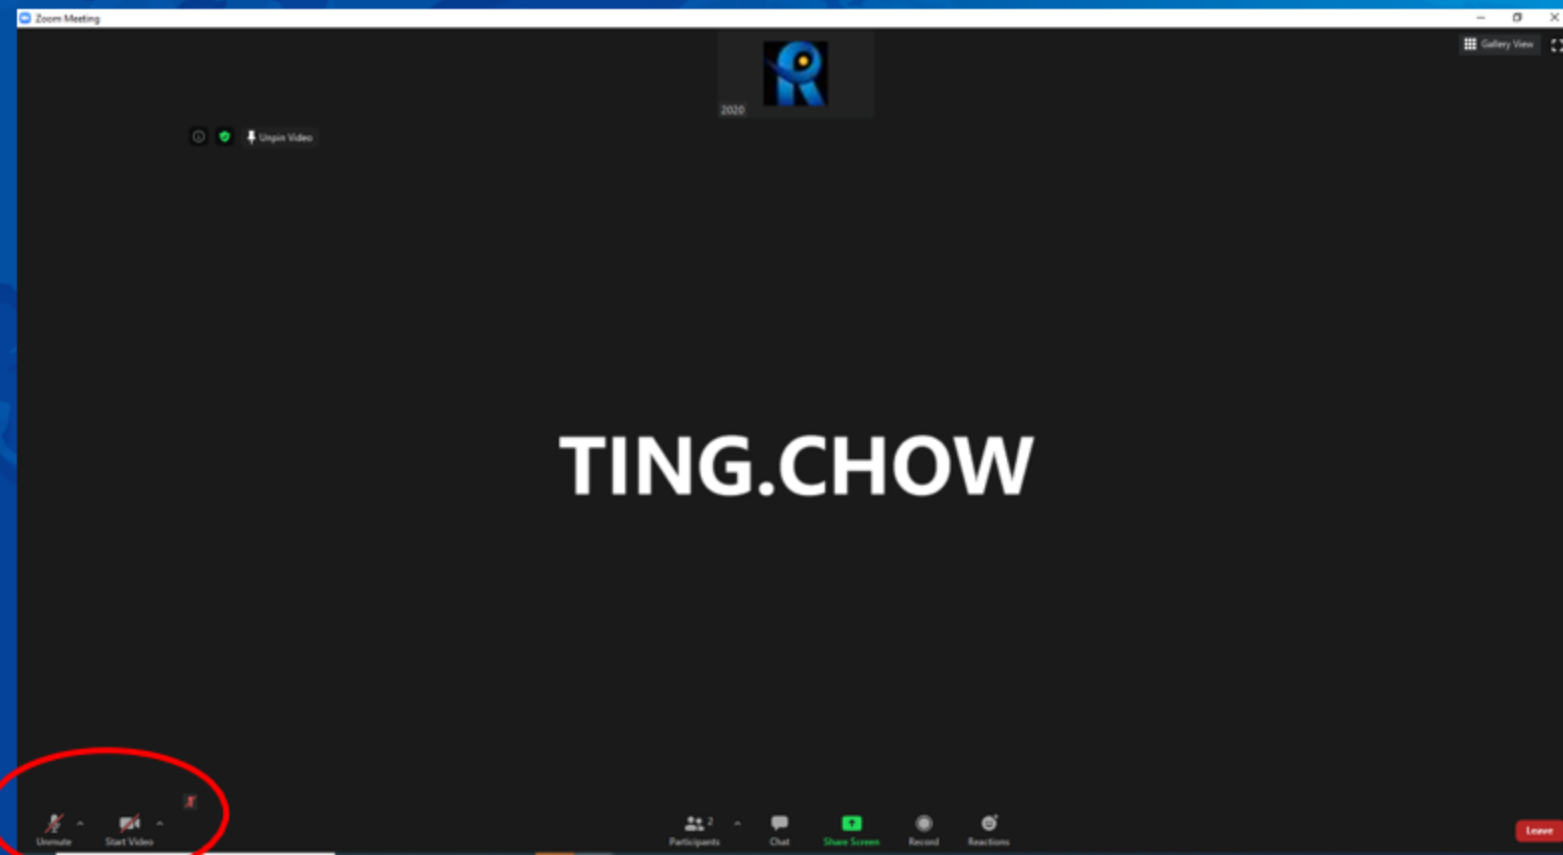 Zoom Meeting
Gallery View
2020
Unpin Video
TING.CHOW
Unmute
Start Video
2
Participants
Chat
Share Screen
Record
Reactions
Leave